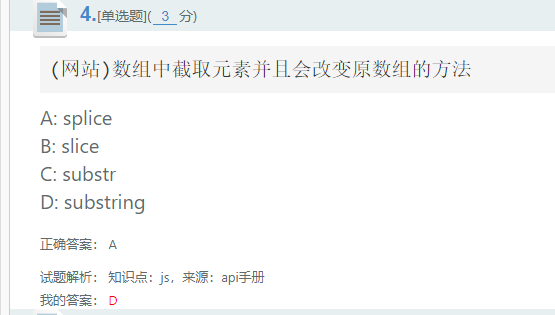 4.[单选题](  3  分)
(网站)数组中截取元素并且会改变原数组的方法
A: splice
B: slice
C: substr
D: substring
正确答案： A
试题解析： 知识点：js，来源：api手册
我的答案： D